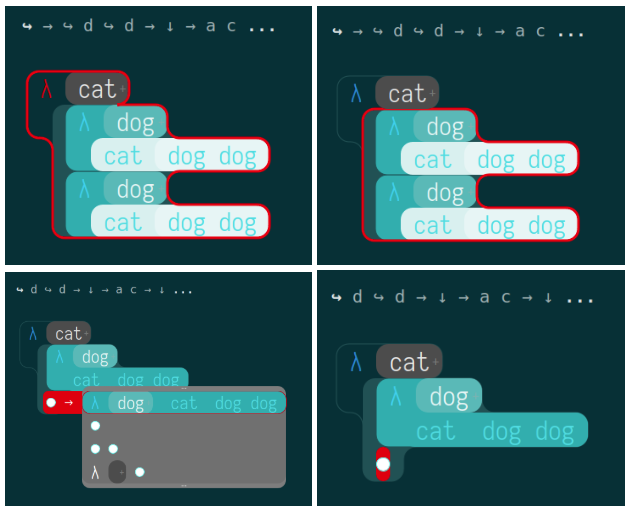 ↪ → ↪ d ↪ d → ↓ → a c ...
λ cat+
λ dog
cat dog dog
λ dog
cat dog dog
↪ → ↪ d ↪ d → ↓ → a c ...
λ cat+
λ dog
cat dog dog
λ dog
cat dog dog
↪ d ↪ d → ↓ → a c → ↓ ...
λ cat+
λ dog
cat dog dog
→ λ dog cat dog dog
λ
↪ d ↪ d → ↓ → a c → ↓ ...
λ cat+
λ dog
cat dog dog